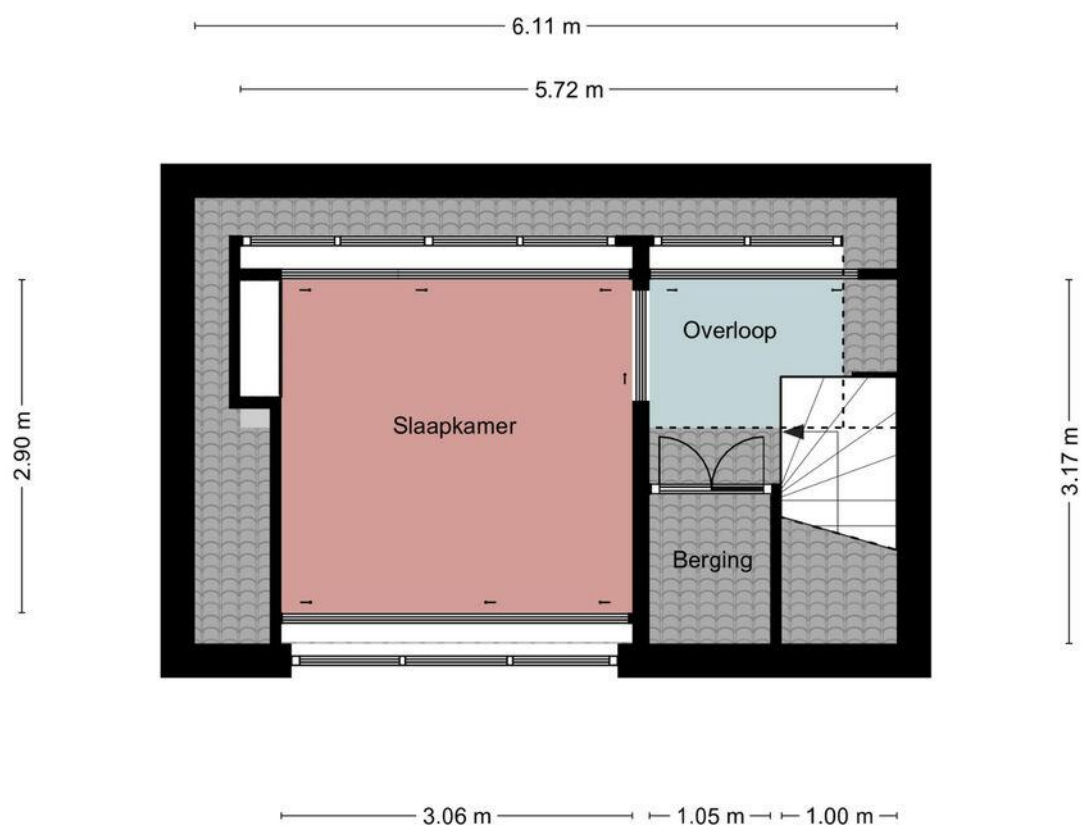 6.11 m
5.72 m
Overloop
Slaapkamer
2.90 m
3.17 m
Berging
3.06 m
1.05 m
1.00 m